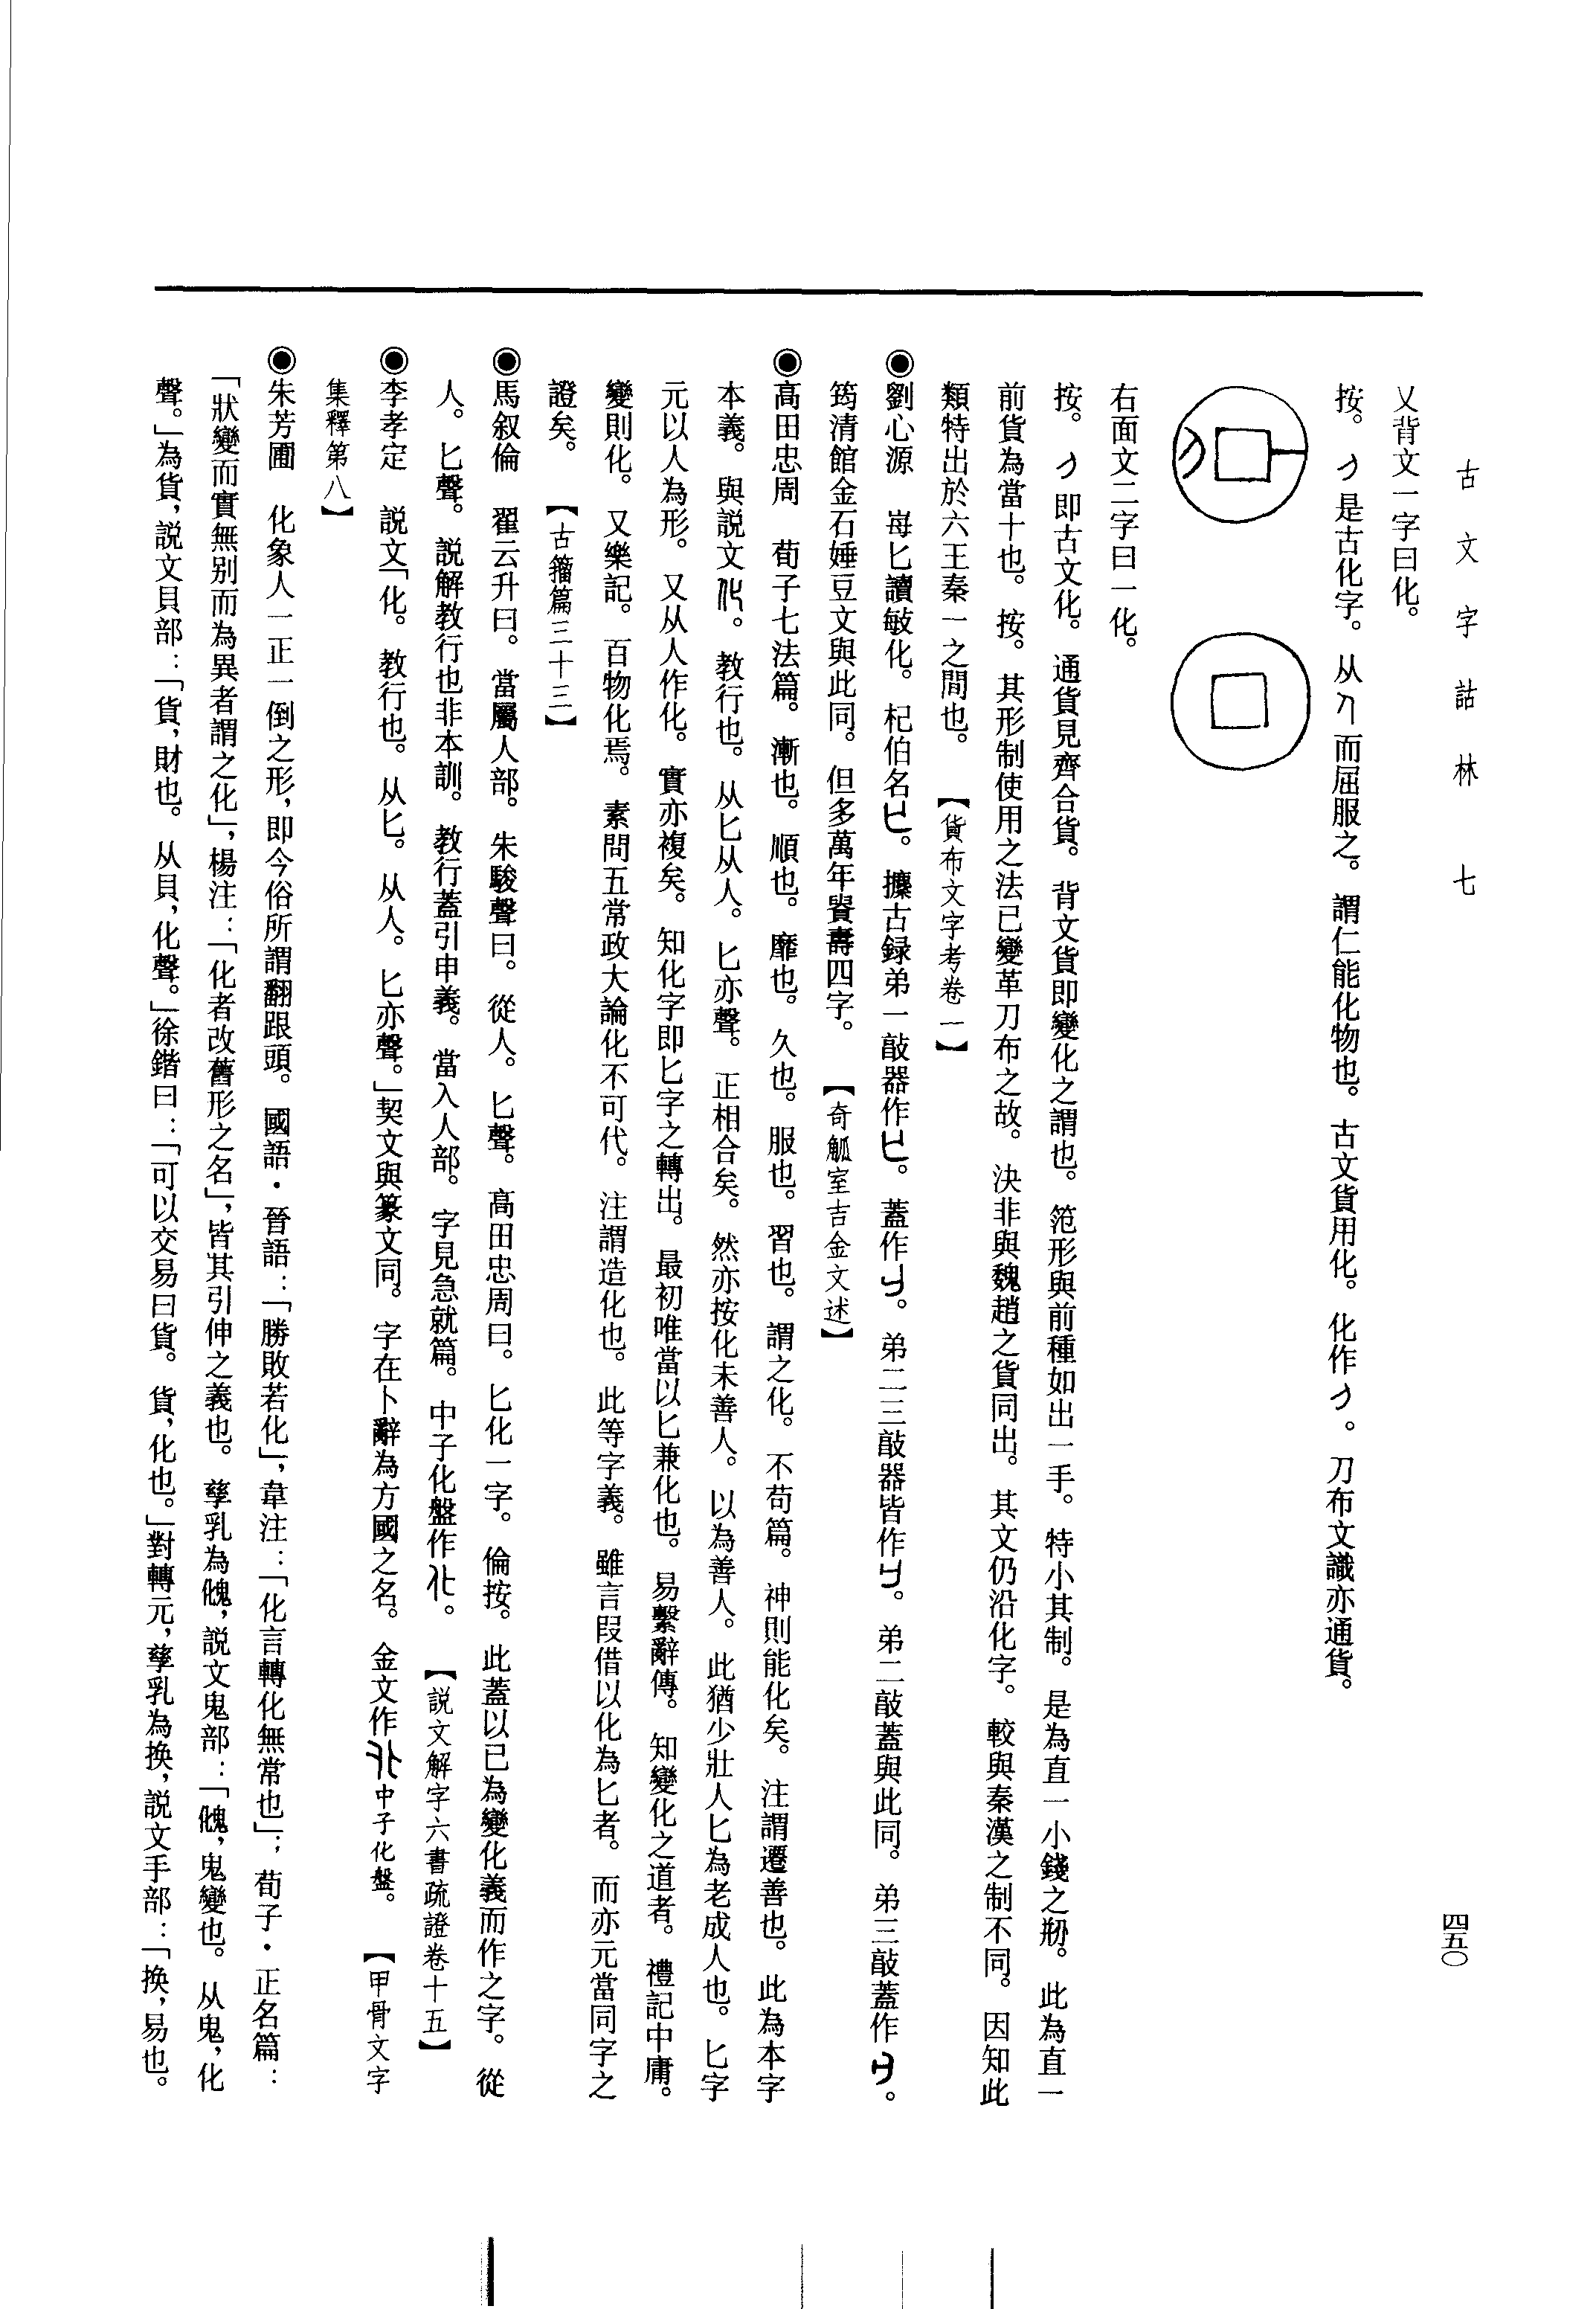 古文字詁林 七
四五〇
乂背文一字曰化。
按。是古化字。从而屈服之。謂仁能化物也。古文貨用化。化作。刀布文識亦通貨。
右面文二字曰一化。
按。即古文化。通貨見齊合貨。背文貨即變化之謂也。笵形與前種如出一手。特小其制。是為直一小錢之剏。此為直一
前貨為當十也。按。其形制使用之法已變革刀布之故。決非與魏趙之貨同出。其文仍沿化字。較與秦漢之制不同。因知此
類特出於六王秦一之間也。【貨布文字考卷一】
◉劉心源 每匕讀敏化。杞伯名。攈古録弟一敼器作。蓋作。弟二三敼器皆作。弟二敼蓋與此同。弟三敼蓋作。
筠清館金石娷豆文與此同。但多萬年眉壽四字。【奇觚室吉金文述】
◉高田忠周 荀子七法篇。漸也。順也。靡也。久也。服也。習也。謂之化。不苟篇。神則能化矣。注謂遷善也。此為本字
本義。與説文。教行也。从匕从人。匕亦聲。正相合矣。然亦按化未善人。以為善人。此猶少壯人匕為老成人也。匕字
元以人為形。又从人作化。實亦複矣。知化字即匕字之轉出。最初唯當以匕兼化也。易繫辭傳。知變化之道者。禮記中庸。
變則化。又樂記。百物化焉。素問五常政大論化不可代。注謂造化也。此等字義。雖言叚借以化為匕者。而亦元當同字之
證矣。【古籀篇三十三】
◉馬叙倫 翟云升曰。當屬人部。朱駿聲曰。從人。匕聲。高田忠周曰。匕化一字。倫按。此蓋以已為變化義而作之字。從
人。匕聲。説解教行也非本訓。教行蓋引申義。當入人部。字見急就篇。中子化盤作。【説文解字六書疏證卷十五】
◉李孝定 説文「化。教行也。从匕。从人。匕亦聲。」契文與篆文同。字在卜辭為方國之名。金文作中子化盤。【甲骨文字
集釋第八】
◉朱芳圃 化象人一正一倒之形，即今俗所謂翻跟頭。國語·晉語：「勝敗若化」，韋注：「化言轉化無常也」；荀子·正名篇：
「狀變而實無别而為異者謂之化」，楊注：「化者改舊形之名」，皆其引伸之義也。孳乳為傀，説文鬼部：「傀，鬼變也。从鬼，化
聲。」為貨，説文貝部：「貨，財也。从貝，化聲。」徐鍇曰：「可以交易曰貨。貨，化也。」對轉元，孳乳為换，説文手部：「换，易也。